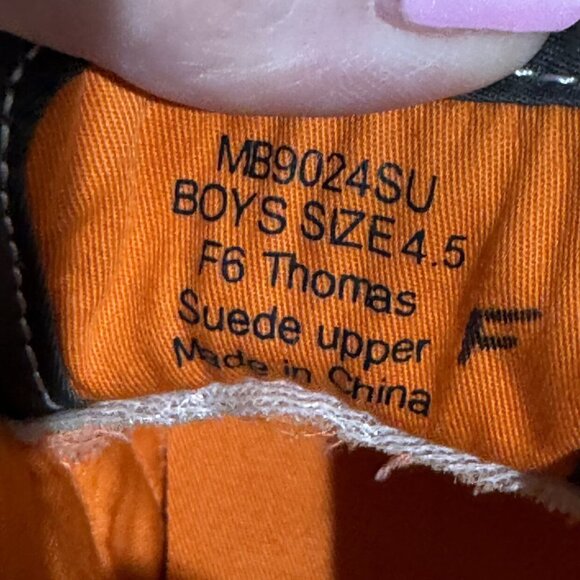 MB9024SU
BOYS SIZE 4.5
F6 Thomas
Suede upper
Made in China
F